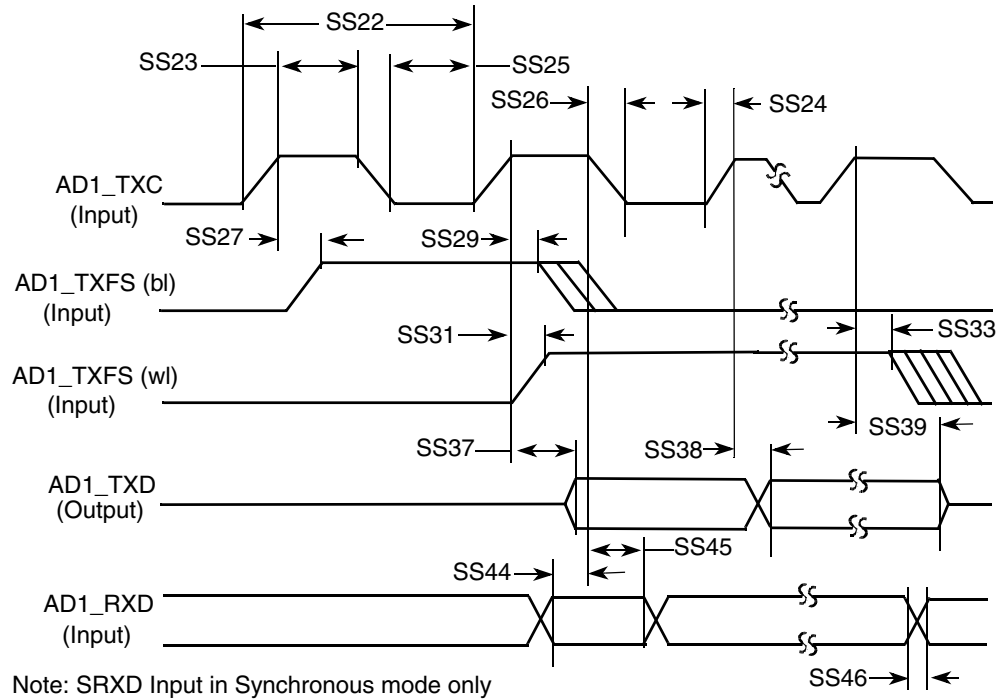 SS22
SS23
SS25
SS26
SS24
AD1_TXC
(Input)
SS27
SS29
AD1_TXFS (bl)
(Input)
SS31
SS33
AD1_TXFS (wl)
(Input)
SS39
SS37
SS38
AD1_TXD
(Output)
SS45
SS44
AD1_RXD
(Input)
SS46
Note: SRXD Input in Synchronous mode only